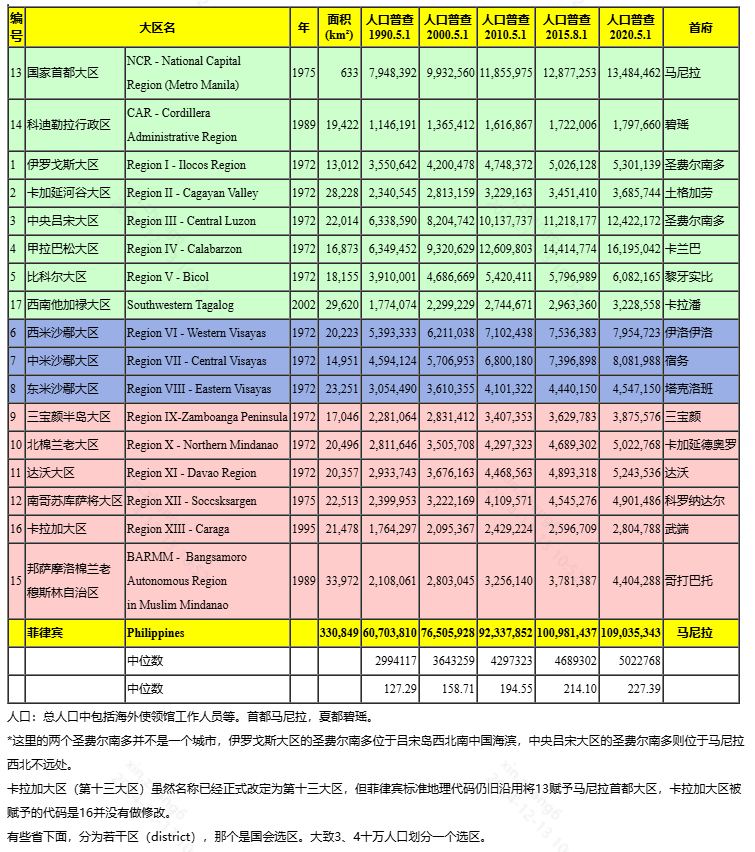 编号 大区名 年 面积(km²) 人口普查1990.5.1 人口普查2000.5.1 人口普查2010.5.1 人口普查2015.8.1 人口普查2020.5.1 首府
13 国家首都大区 NCR - National Capital Region (Metro Manila) 1975 633 7,948,392 9,932,560 11,855,975 12,877,253 13,484,462 马尼拉
14 科迪勒拉行政区 CAR - Cordillera Administrative Region 1989 19,422 1,146,191 1,365,412 1,616,867 1,722,006 1,797,660 碧瑶
1 伊罗戈斯大区 Region I - Ilocos Region 1972 13,012 3,550,642 4,200,478 4,748,372 5,026,128 5,301,139 圣费尔南多
2 卡加延河谷大区 Region II - Cagayan Valley 1972 28,228 2,340,545 2,813,159 3,229,163 3,451,410 3,685,744 土格加劳
3 中央吕宋大区 Region III - Central Luzon 1972 22,014 6,338,590 8,204,742 10,137,737 11,218,177 12,422,172 圣费尔南多
4 甲拉巴松大区 Region IV - Calabarzon 1972 16,873 6,349,452 9,320,629 12,609,803 14,414,774 16,195,042 卡兰巴
5 比科尔大区 Region V - Bicol 1972 18,155 3,910,001 4,686,669 5,420,411 5,796,989 6,082,165 黎牙实比
17 西南他加禄大区 Southwestern Tagalog 2002 29,620 1,774,074 2,299,229 2,744,671 2,963,360 3,228,558 卡拉潘
6 西米沙鄢大区 Region VI - Western Visayas 1972 20,223 5,393,333 6,211,038 7,102,438 7,536,383 7,954,723 伊洛伊洛
7 中米沙鄢大区 Region VII - Central Visayas 1972 14,951 4,594,124 5,706,953 6,800,180 7,396,898 8,081,988 宿务
8 东米沙鄢大区 Region VIII - Eastern Visayas 1972 23,251 3,054,490 3,610,355 4,101,322 4,440,150 4,547,150 塔克洛班
9 三宝颜半岛大区 Region IX-Zamboanga Peninsula 1972 17,046 2,281,064 2,831,412 3,407,353 3,629,783 3,875,576 三宝颜
10 北棉兰老大区 Region X - Northern Mindanao 1972 20,496 2,811,646 3,505,708 4,297,323 4,689,302 5,022,768 卡加延德奥罗
11 达沃大区 Region XI - Davao Region 1972 20,357 2,933,743 3,676,163 4,468,563 4,893,318 5,243,536 达沃
12 南哥苏库萨将大区 Region XII - Soccsksargen 1975 22,513 2,399,953 3,222,169 4,109,571 4,545,276 4,901,486 科罗纳达尔
16 卡拉加大区 Region XIII - Caraga 1995 21,478 1,764,297 2,095,367 2,429,224 2,596,709 2,804,788 武端
15 邦萨摩洛棉兰老穆斯林自治区 BARMM - Bangsamoro Autonomous Region in Muslim Mindanao 1989 33,972 2,108,061 2,803,045 3,256,140 3,781,387 4,404,288 哥打巴托
菲律宾 Philippines 330,849 60,703,810 76,505,928 92,337,852 100,981,437 109,035,343 马尼拉
中位数 2994117 3643259 4297323 4689302 5022768
中位数 127.29 158.71 194.55 214.10 227.39
人口：总人口中包括海外使领馆工作人员等。首都马尼拉，夏都碧瑶。
*这里的两个圣费尔南多并不是一个城市，伊罗戈斯大区的圣费尔南多位于吕宋岛西北南中国海滨，中央吕宋大区的圣费尔南多则位于马尼拉
西北不远处。
卡拉加大区（第十三大区）虽然名称已经正式改定为第十三大区，但菲律宾标准地理代码仍旧沿用将13赋予马尼拉首都大区，卡拉加大区被
赋予的代码是16并没有做修改。
有些省下面，分为若干区（district），那个是国会选区。大致3、4十万人口划分一个选区。